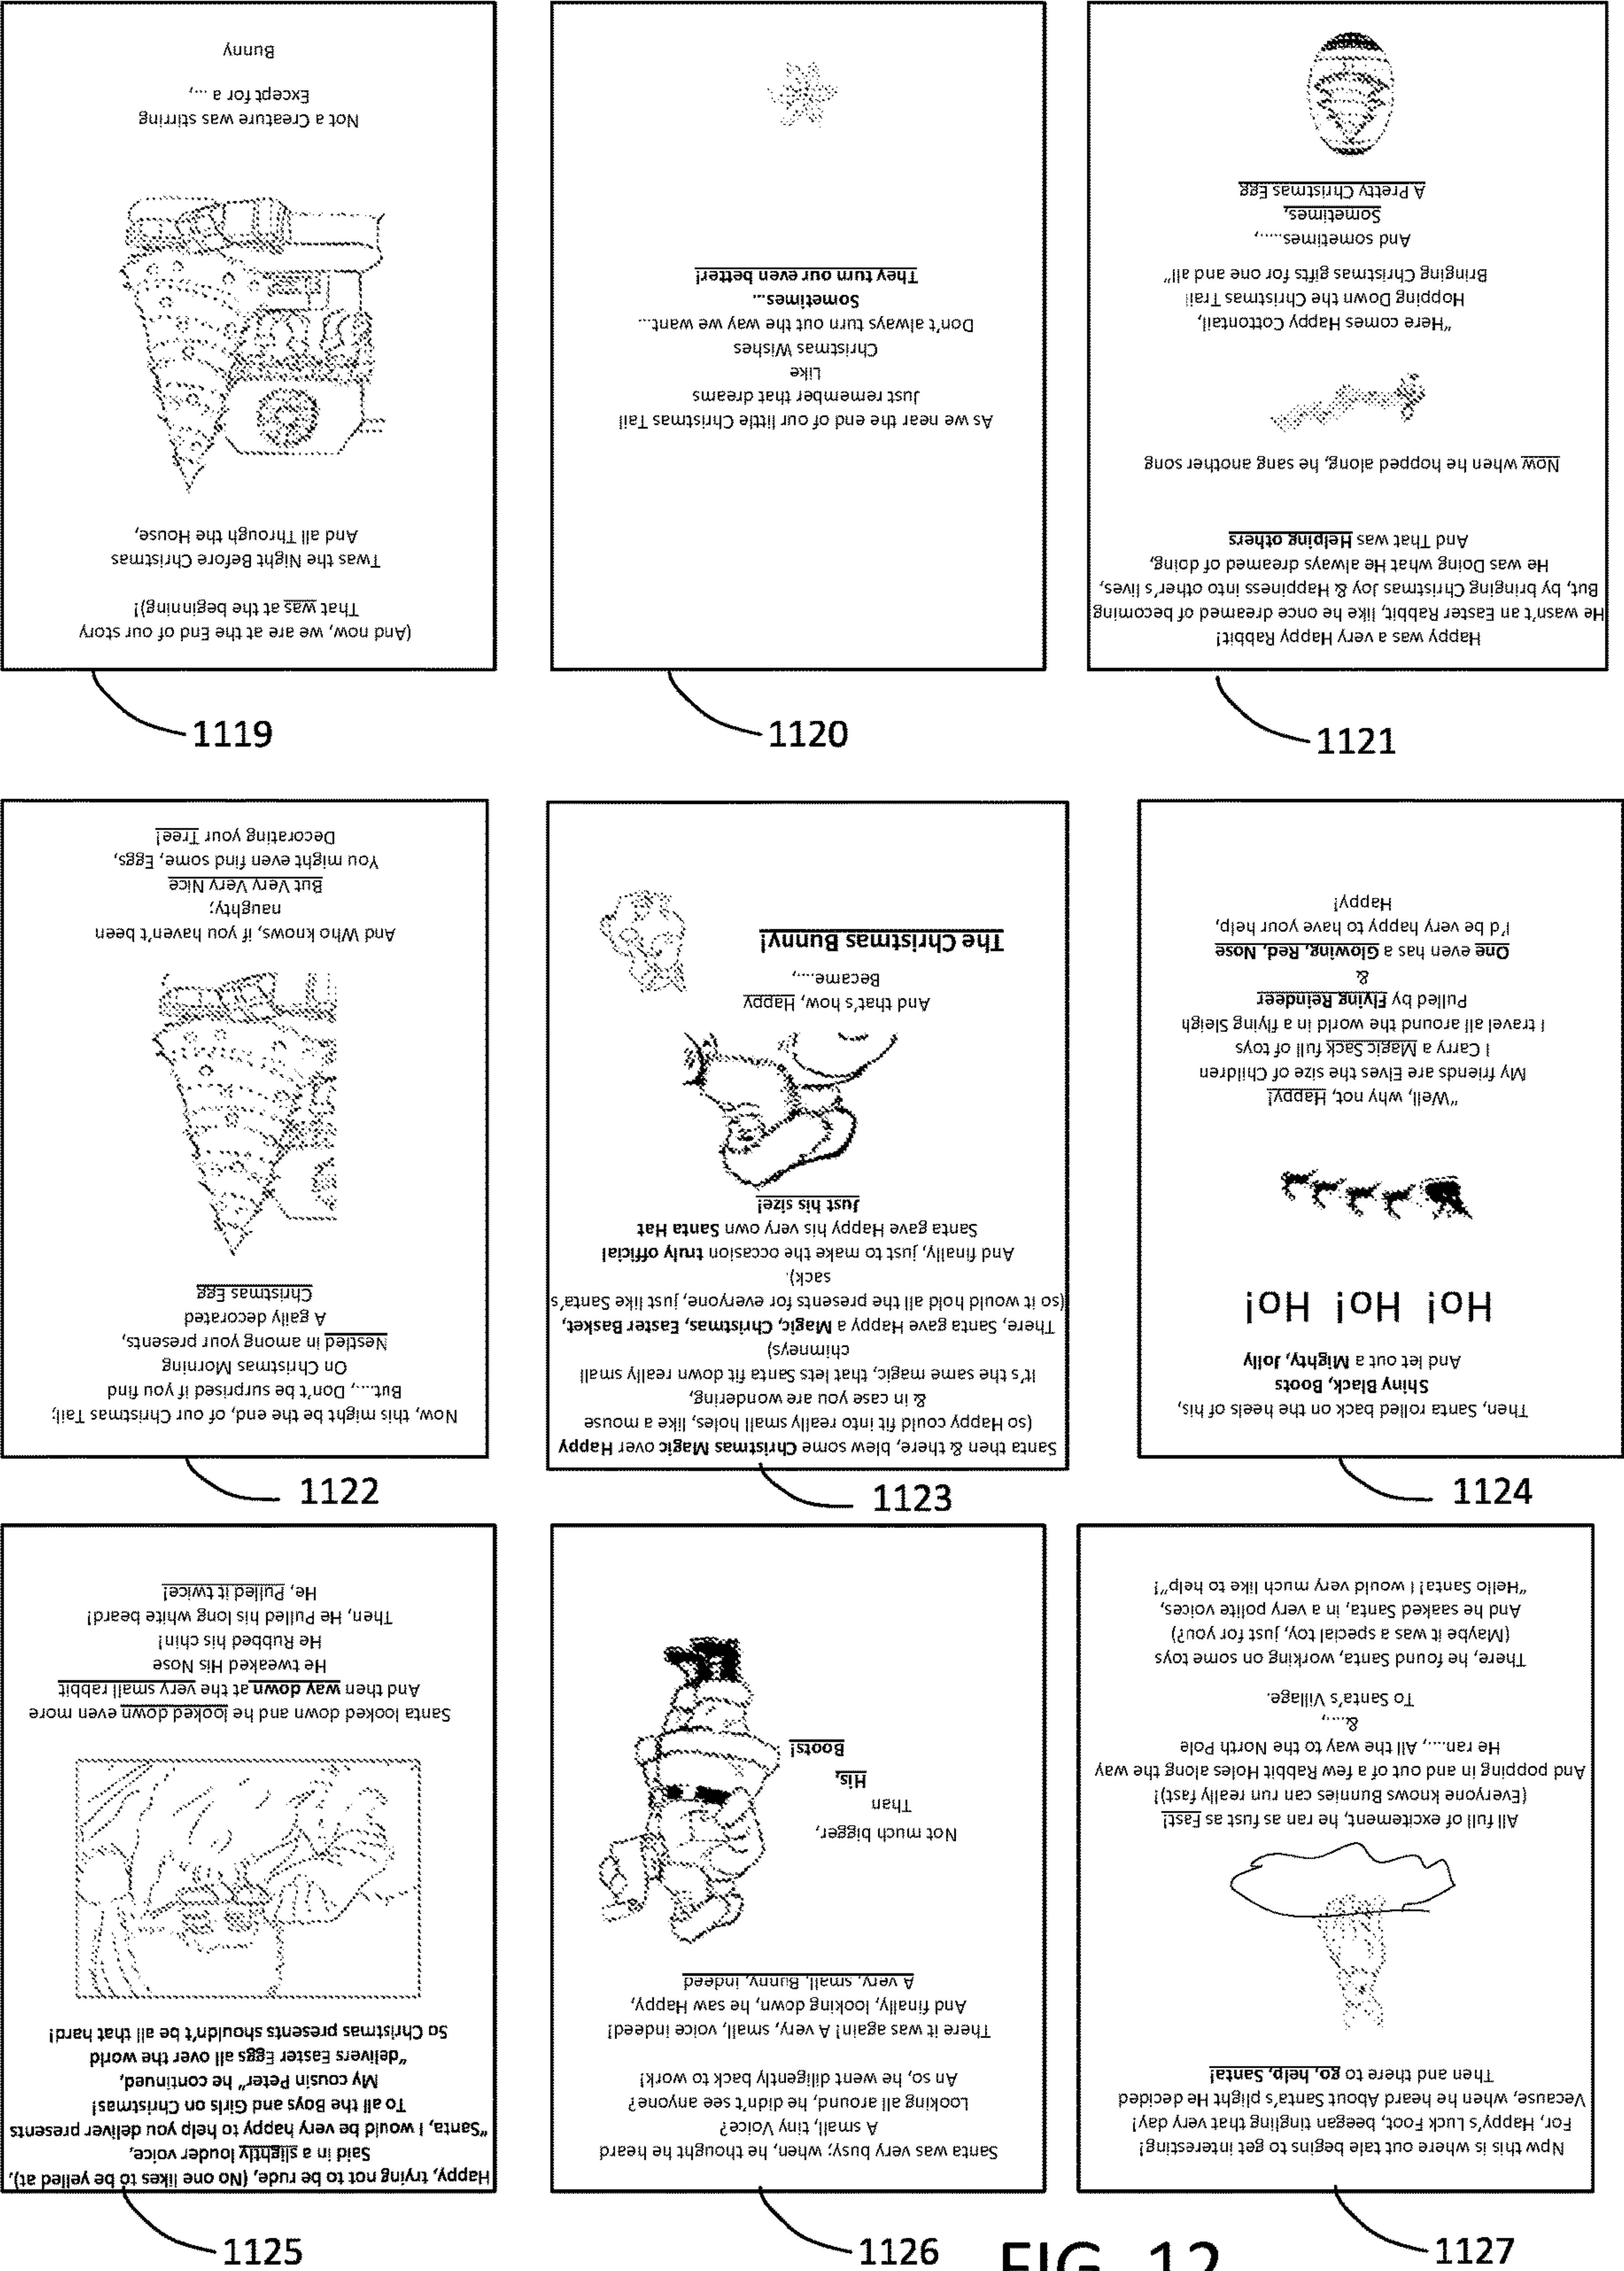 (And now, we are at the End of our story
That was at the beginning)!
Twas the Night Before Christmas
And all Through the House,
Not a Creature was stirring
Except for a ...,
Bunny
1119
As we near the end of our little Christmas Tail
Just remember that dreams
Like
Christmas Wishes
Don't always turn out the way we want...
Sometimes...
They turn our even better!
1120
Happy was a very Happy Rabbit!
He wasn't an Easter Rabbit, like he once dreamed of becoming
But, by bringing Christmas Joy & Happiness into other's lives,
He was Doing what He always dreamed of doing,
And That was Helping others
Now when he hopped along, he sang another song
"Here comes Happy Cottontail,
Hopping Down the Christmas Trail
Bringing Christmas gifts for one and all"
And sometimes.....,
Sometimes,
A Pretty Christmas Egg
1121
Now, this might be the end, of our Christmas Tail;
But...., Don't be surprised if you find
On Christmas Morning
Nestled in among your presents,
A gaily decorated
Christmas Egg
And Who knows, if you haven't been
naughty;
But Very Very Nice
You might even find some, Eggs,
Decorating your Tree!
1122
Santa then & there, blew some Christmas Magic over Happy
(so Happy could fit into really small holes, like a mouse
& in case you are wondering,
It's the same magic, that lets Santa fit down really small
chimneys)
There, Santa gave Happy a Magic, Christmas, Easter Basket,
(so it would hold all the presents for everyone, just like Santa's
sack).
And finally, just to make the occasion truly official
Santa gave Happy his very own Santa Hat
Just his size!
And that's how, Happy
Became....,
The Christmas Bunny!
1123
Then, Santa rolled back on the heels of his,
Shiny Black, Boots
And let out a Mighty, Jolly
Ho! Ho! Ho!
"Well, why not, Happy!
My friends are Elves the size of Children
I Carry a Magic Sack full of toys
I travel all around the world in a flying Sleigh
Pulled by Flying Reindeer
&
One even has a Glowing, Red, Nose
I'd be very happy to have your help,
Happy!
1124
Happy, trying not to be rude, (No one likes to be yelled at),
Said in a slightly louder voice,
"Santa, I would be very happy to help you deliver presents
To all the Boys and Girls on Christmas!
My cousin Peter" he continued,
"delivers Easter Eggs all over the world
So Christmas presents shouldn't be all that hard!
Santa looked down and he looked down even more
And then way down at the very small rabbit
He tweaked His Nose
He Rubbed his chin!
Then, He Pulled his long white beard!
He, Pulled it twice!
1125
Santa was very busy; when, he thought he heard
A small, tiny Voice?
Looking all around, he didn't see anyone?
An so, he went diligently back to work!
There it was again! A very, small, voice indeed!
And finally, looking down, he saw Happy,
A very, small, Bunny, indeed
Not much bigger,
Than
His,
Boots!
1126
Npw this is where out tale begins to get interesting!
For, Happy's Luck Foot, beegan tingling that very day!
Vecause, when he heard About Santa's plight He decided
Then and there to go, help, Santa!
All full of excitement, he ran as fust as Fast!
(Everyone knows Bunnies can run really fast)!
And popping in and out of a few Rabbit Holes along the way
He ran...., All the way to the North Pole
&....,
To Santa's Village.
There, he found Santa, working on some toys
(Maybe it was a special toy, just for you?)
And he saaked Santa, in a very polite voices,
"Hello Santa! I would very much like to help"!
1127
FIG. 12